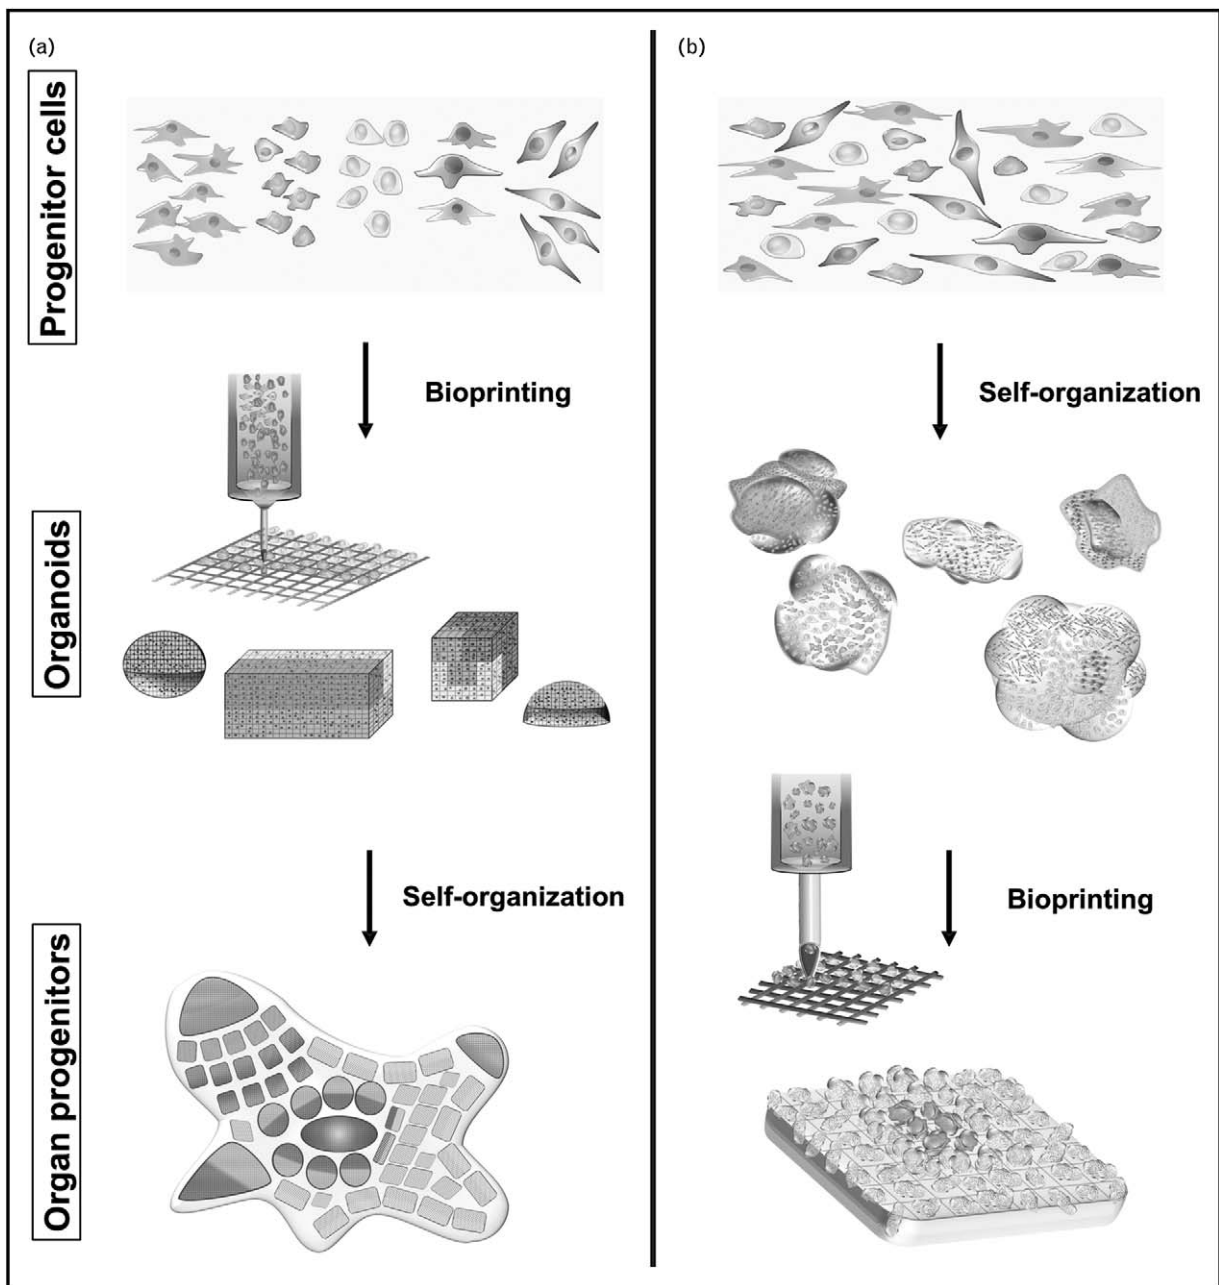 (a)
(b)
Progenitor cells
Bioprinting
Self-organization
Organoids
Self-organization
Bioprinting
Organ progenitors